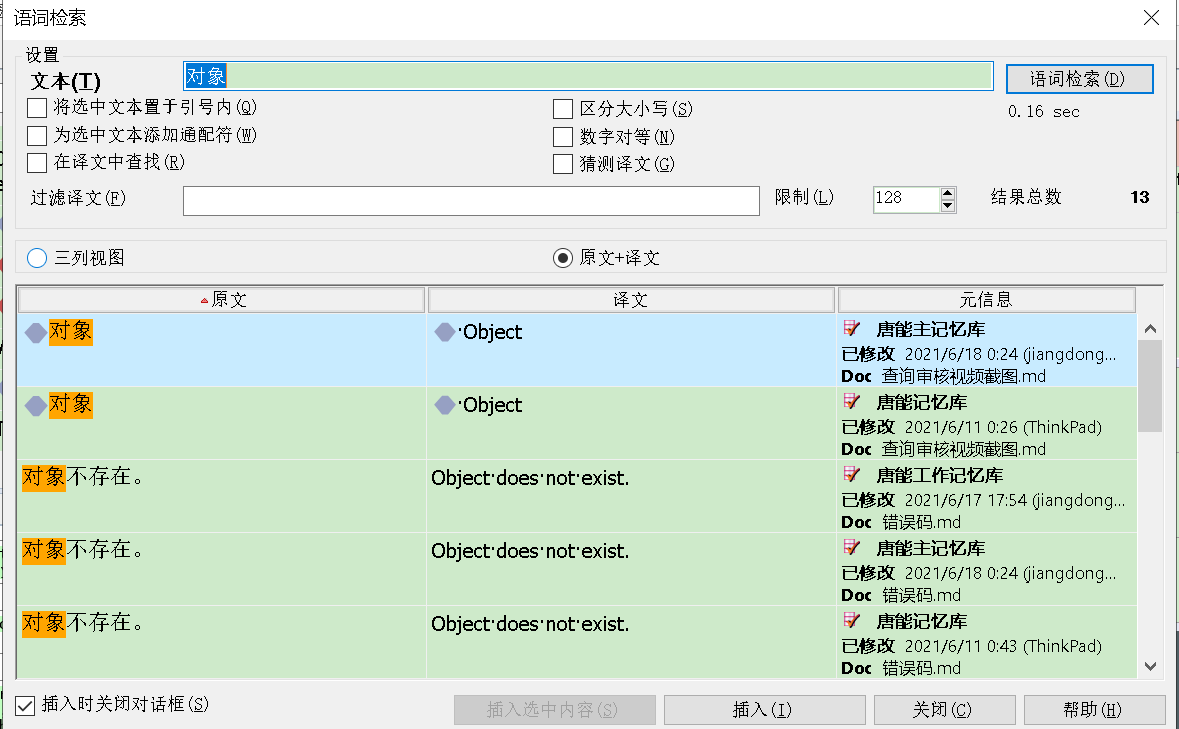 语词检索
设置
文本(T) 对象 语词检索(D)
将选中文本置于引号内(Q) 区分大小写(S) 0.16 sec
为选中文本添加通配符(W) 数字对等(N)
在译文中查找(R) 猜测译文(G)
过滤译文(F) 限制(L) 128 结果总数 13
三列视图 原文+译文
原文 译文 元信息
对象 ·Object 唐能主记忆库
已修改 2021/6/18 0:24 (jiangdong...
Doc 查询审核视频截图.md
对象 ·Object 唐能记忆库
已修改 2021/6/11 0:26 (ThinkPad)
Doc 查询审核视频截图.md
对象不存在。 Object·does·not·exist. 唐能工作记忆库
已修改 2021/6/17 17:54 (jiangdong...
Doc 错误码.md
对象不存在。 Object·does·not·exist. 唐能主记忆库
已修改 2021/6/18 0:24 (jiangdong...
Doc 错误码.md
对象不存在。 Object·does·not·exist. 唐能记忆库
已修改 2021/6/11 0:43 (ThinkPad)
Doc 错误码.md
插入时关闭对话框(S) 插入选中内容(S) 插入(I) 关闭(C) 帮助(H)